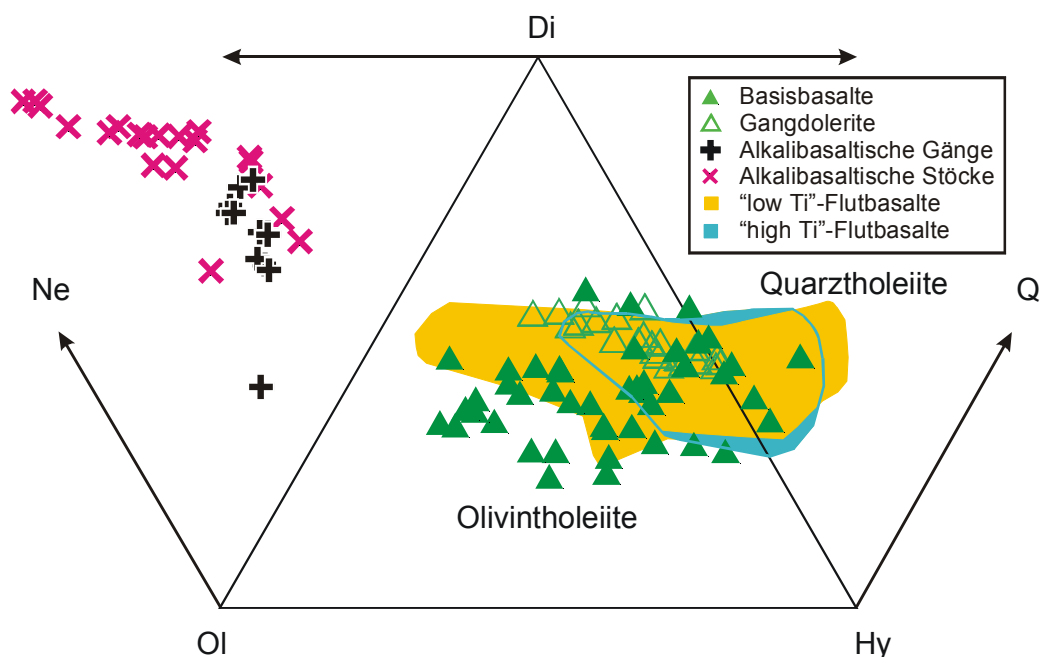 Di
Basisbasalte
Gangdolerite
Alkalibasaltische Gänge
Alkalibasaltische Stöcke
“low Ti”-Flutbasalte
“high Ti”-Flutbasalte
Ne
Quarztholeiite
Q
Olivintholeiite
Ol
Hy